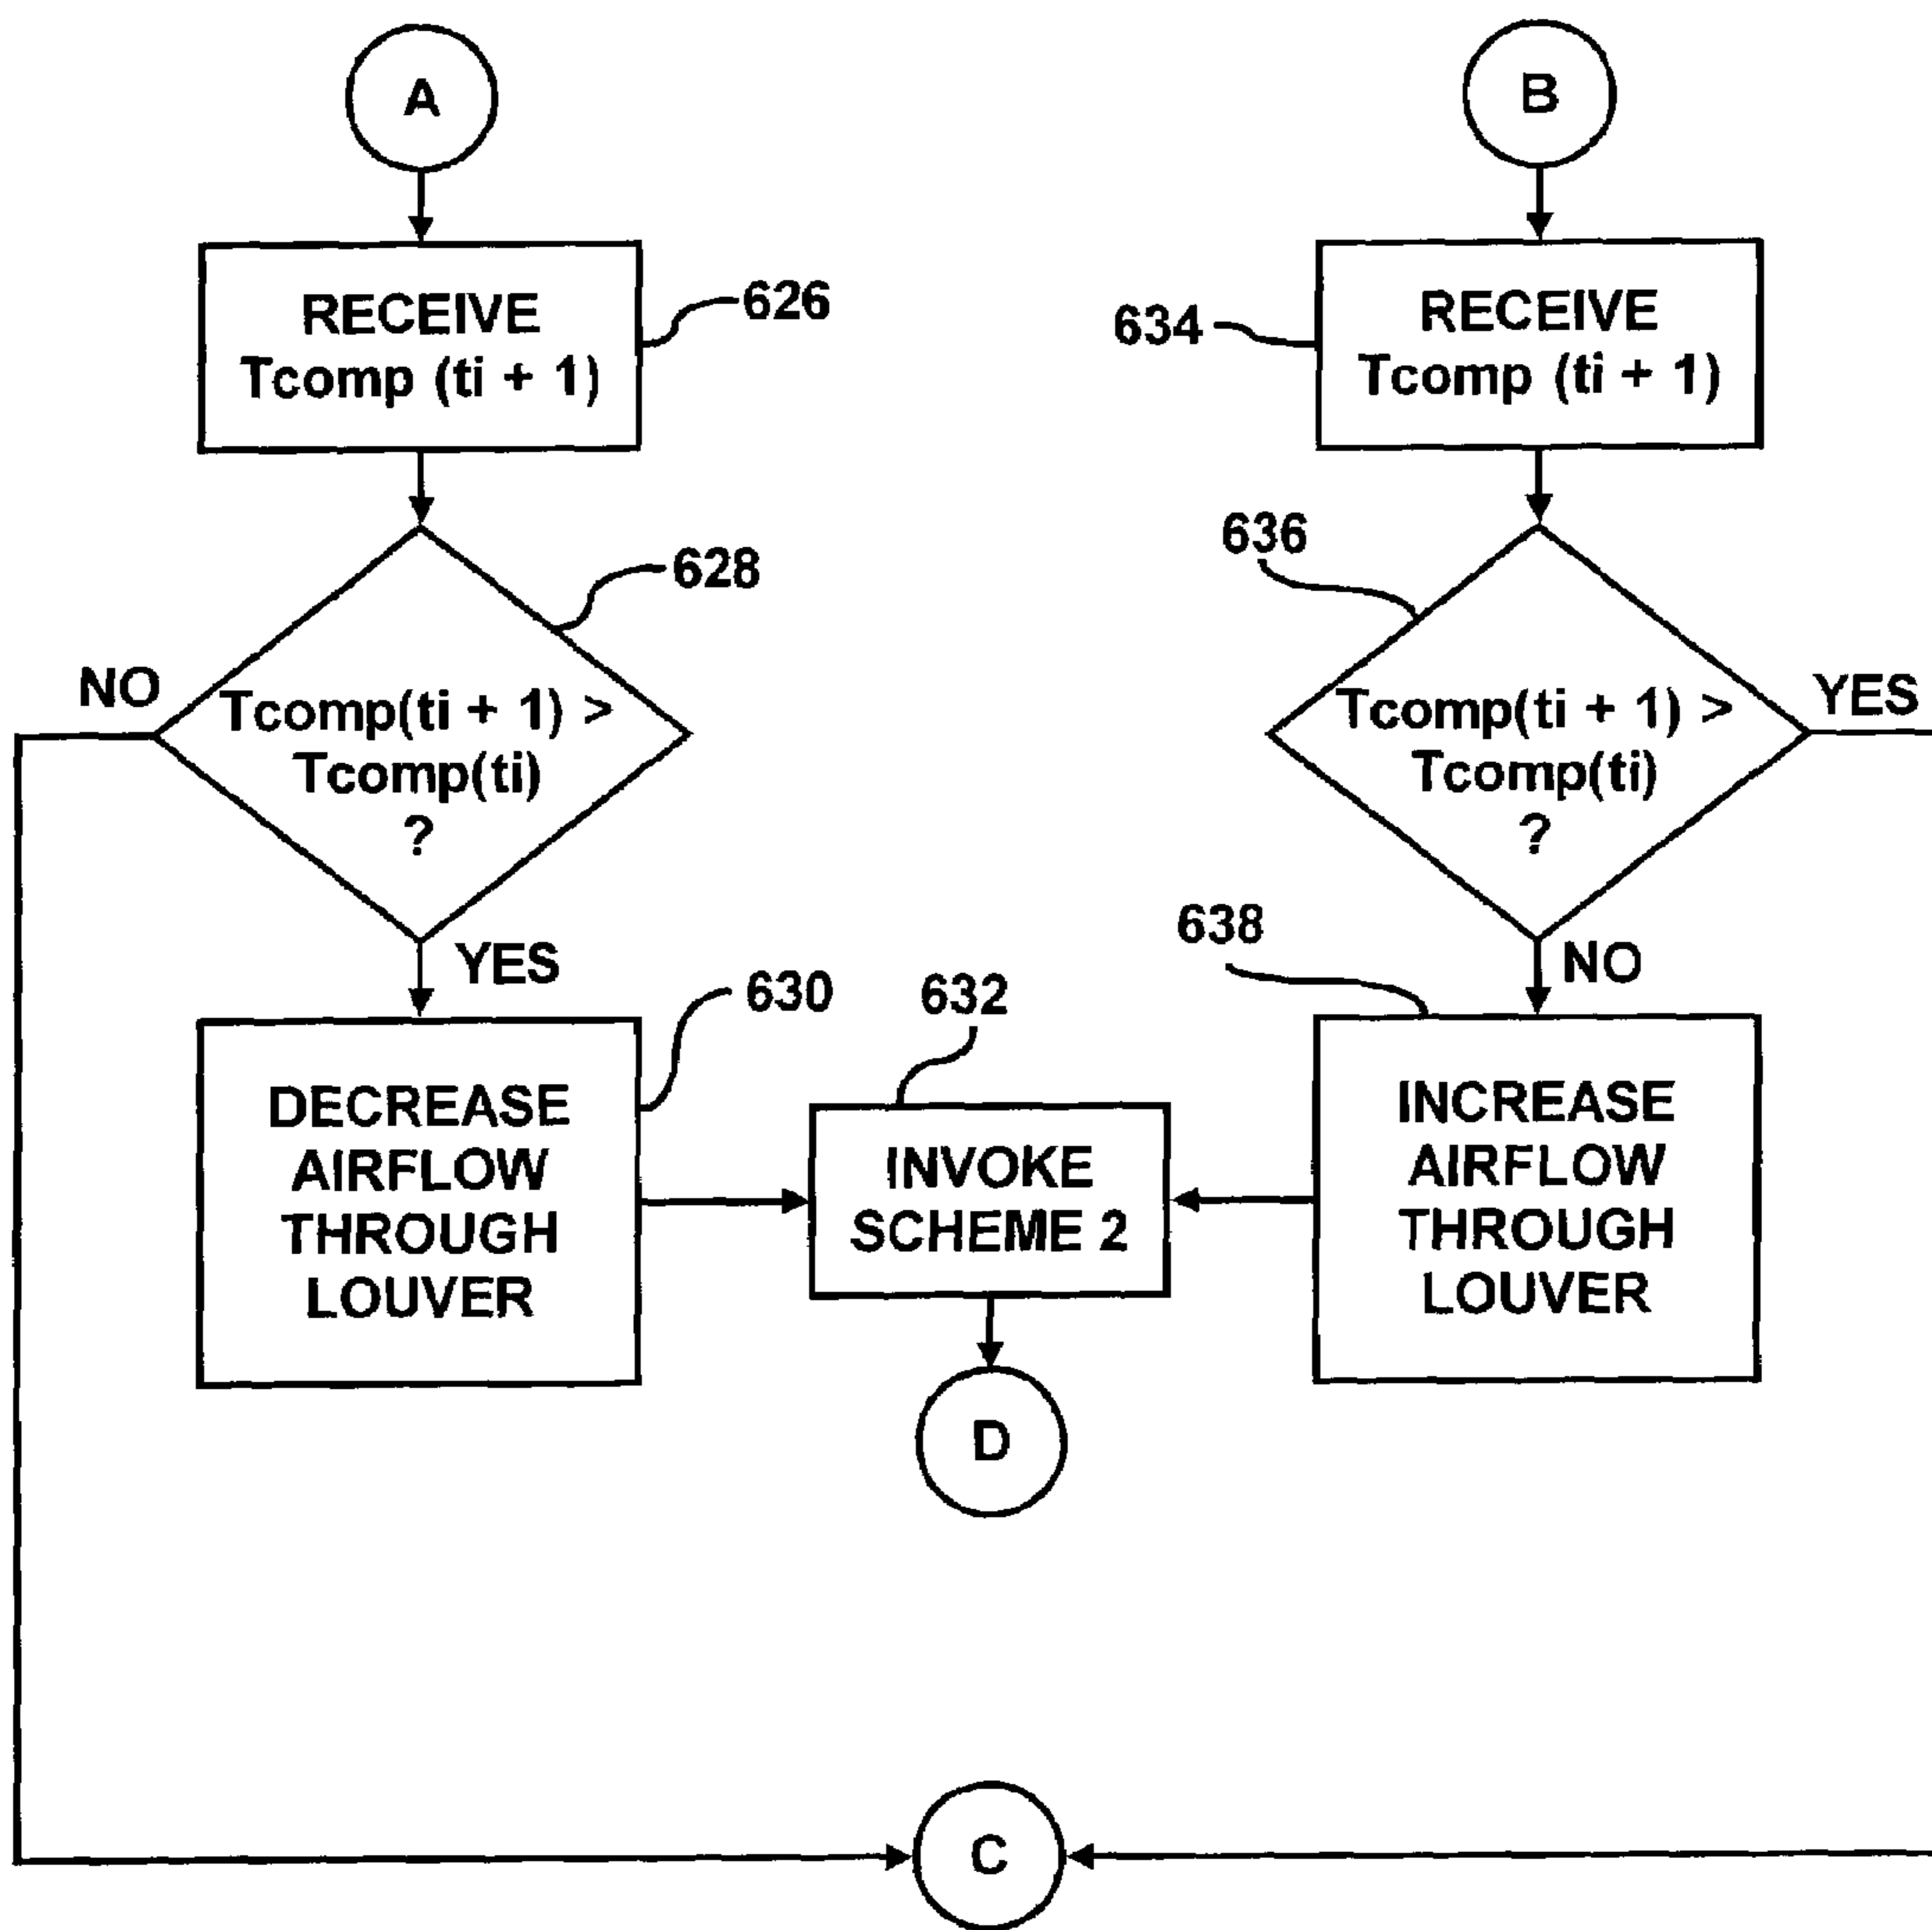 A
B
RECEIVE
Tcomp (ti + 1)
626
634
RECEIVE
Tcomp (ti + 1)
628
636
NO
Tcomp(ti + 1) >
Tcomp(ti)
?
Tcomp(ti + 1) >
Tcomp(ti)
?
YES
YES
630
632
638
NO
DECREASE
AIRFLOW
THROUGH
LOUVER
INVOKE
SCHEME 2
INCREASE
AIRFLOW
THROUGH
LOUVER
D
C